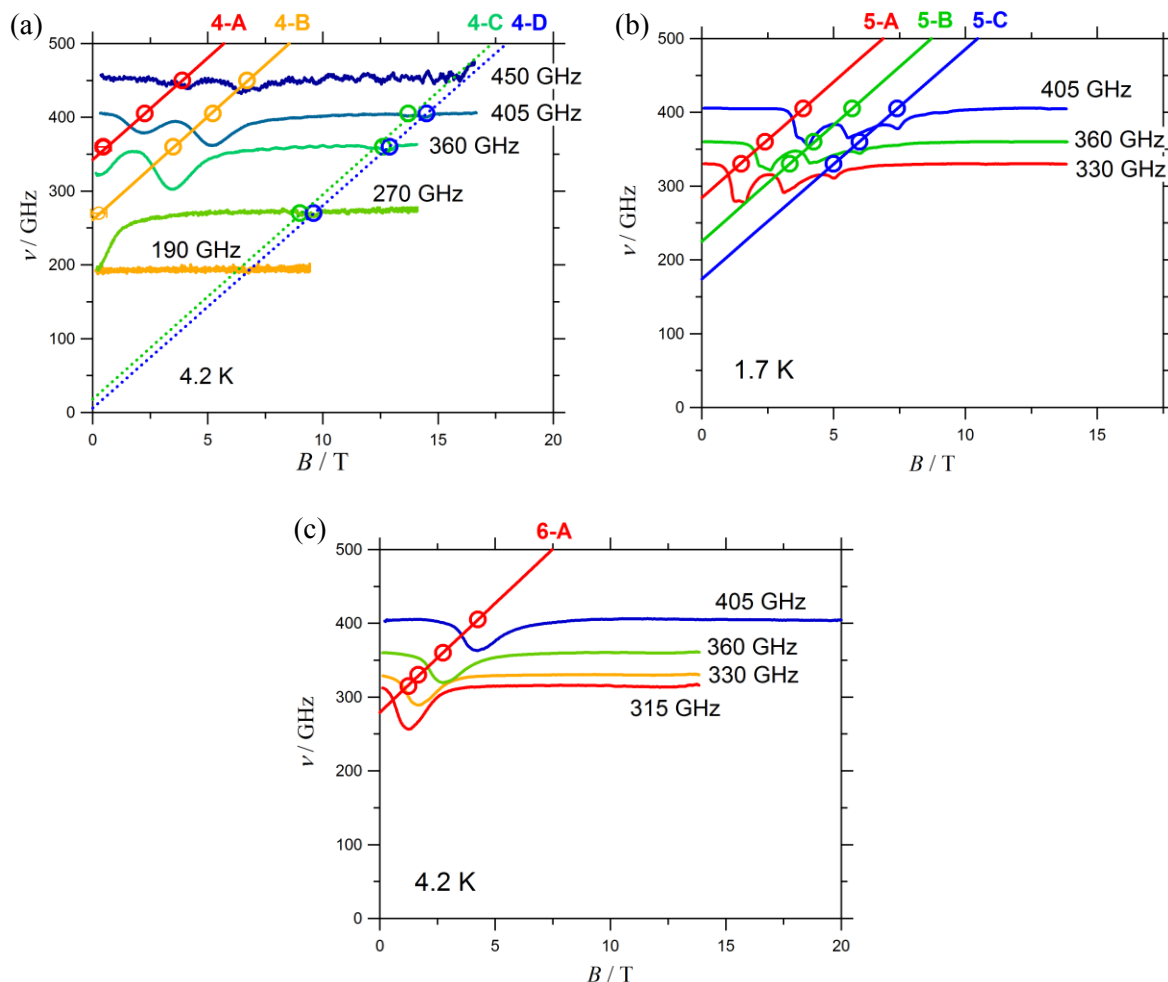 (a)
4-A 4-B 4-C 4-D
500
400
300
200
100
0
ν / GHz
450 GHz
405 GHz
360 GHz
270 GHz
190 GHz
4.2 K
0 5 10 15 20
B / T
(b)
5-A 5-B 5-C
500
400
300
200
100
0
ν / GHz
405 GHz
360 GHz
330 GHz
1.7 K
0 5 10 15
B / T
(c)
6-A
500
400
300
200
100
0
ν / GHz
405 GHz
360 GHz
330 GHz
315 GHz
4.2 K
0 5 10 15 20
B / T